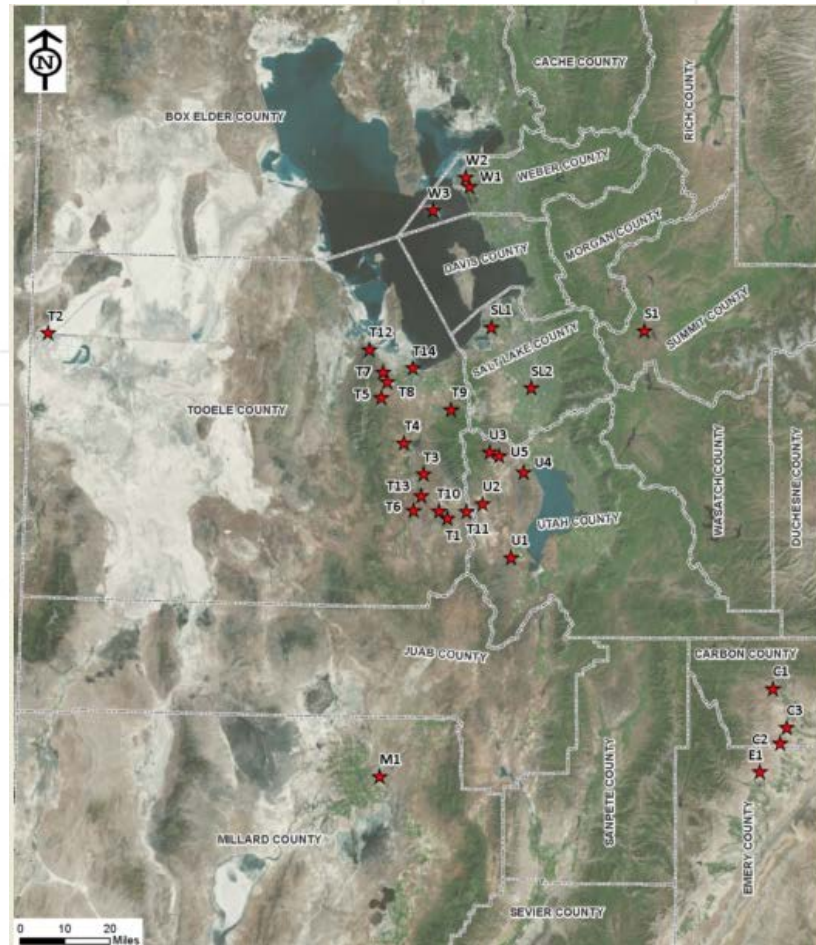 N
CACHE COUNTY
RICH COUNTY
BOX ELDER COUNTY
W2
WEBER COUNTY
W1
W3
MORGAN COUNTY
DAVIS COUNTY
SL1
S1
SUMMIT COUNTY
T2
SALT LAKE COUNTY
T12
T14
T7
SL2
T8
T5
T9
TOOELE COUNTY
T4
U3
U5
U4
T3
WASATCH COUNTY
DUCHESNE COUNTY
T13
T10
U2
T6
T1
T11
UTAH COUNTY
U1
JUAB COUNTY
CARBON COUNTY
C1
C3
C2
E1
M1
SANPETE COUNTY
MILLARD COUNTY
EMERY COUNTY
SEVIER COUNTY
0 10 20
Miles